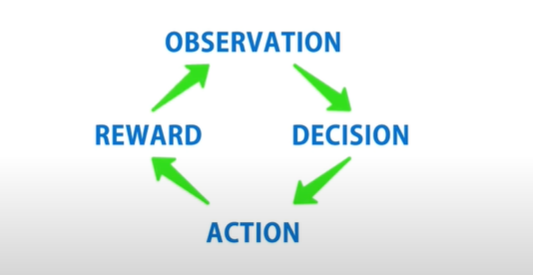 OBSERVATION
REWARD
DECISION
ACTION